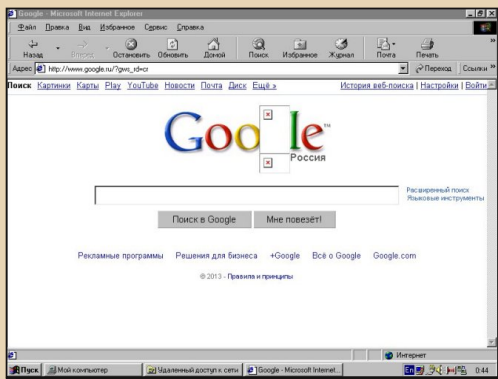 Google - Microsoft Internet Explorer
Файл Правка Вид Избранное Сервис Справка
Назад Вперед Остановить Обновить Домой Поиск Избранное Журнал Почта Печать
Адрес http://www.google.ru/?gws_rd=cr Переход Ссылки »
Поиск Картинки Карты Play YouTube Новости Почта Диск Ещё » История веб-поиска | Настройки | Войти
Goo le™
Россия
Расширенный поиск
Языковые инструменты
Поиск в Google Мне повезёт!
Рекламные программы Решения для бизнеса +Google Всё о Google Google.com
© 2013 - Правила и принципы
Интернет
Пуск Мой компьютер Удаленный доступ к сети Google - Microsoft Internet... En 0:44